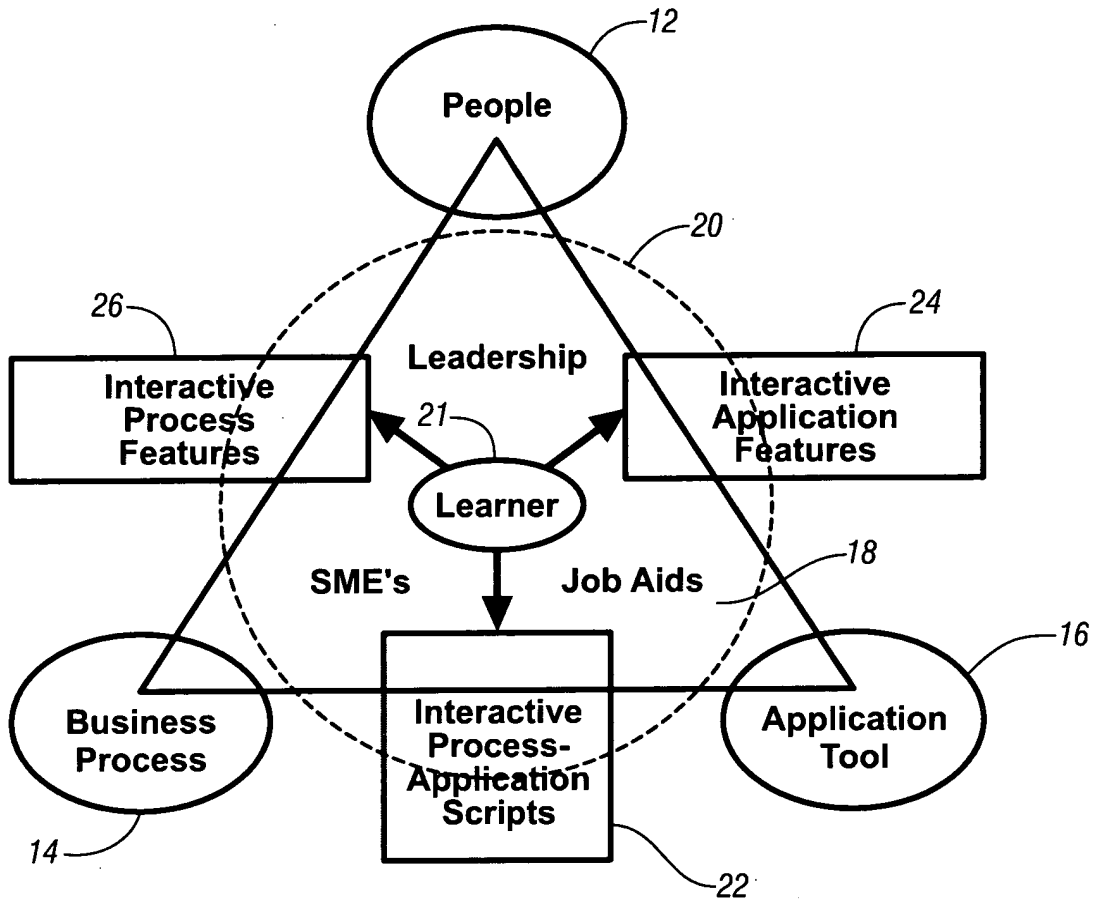 12
People
20
26
24
Leadership
Interactive
Process
Features
Interactive
Application
Features
21
Learner
SME's
Job Aids
18
16
Business
Process
Interactive
Process-
Application
Scripts
Application
Tool
14
22